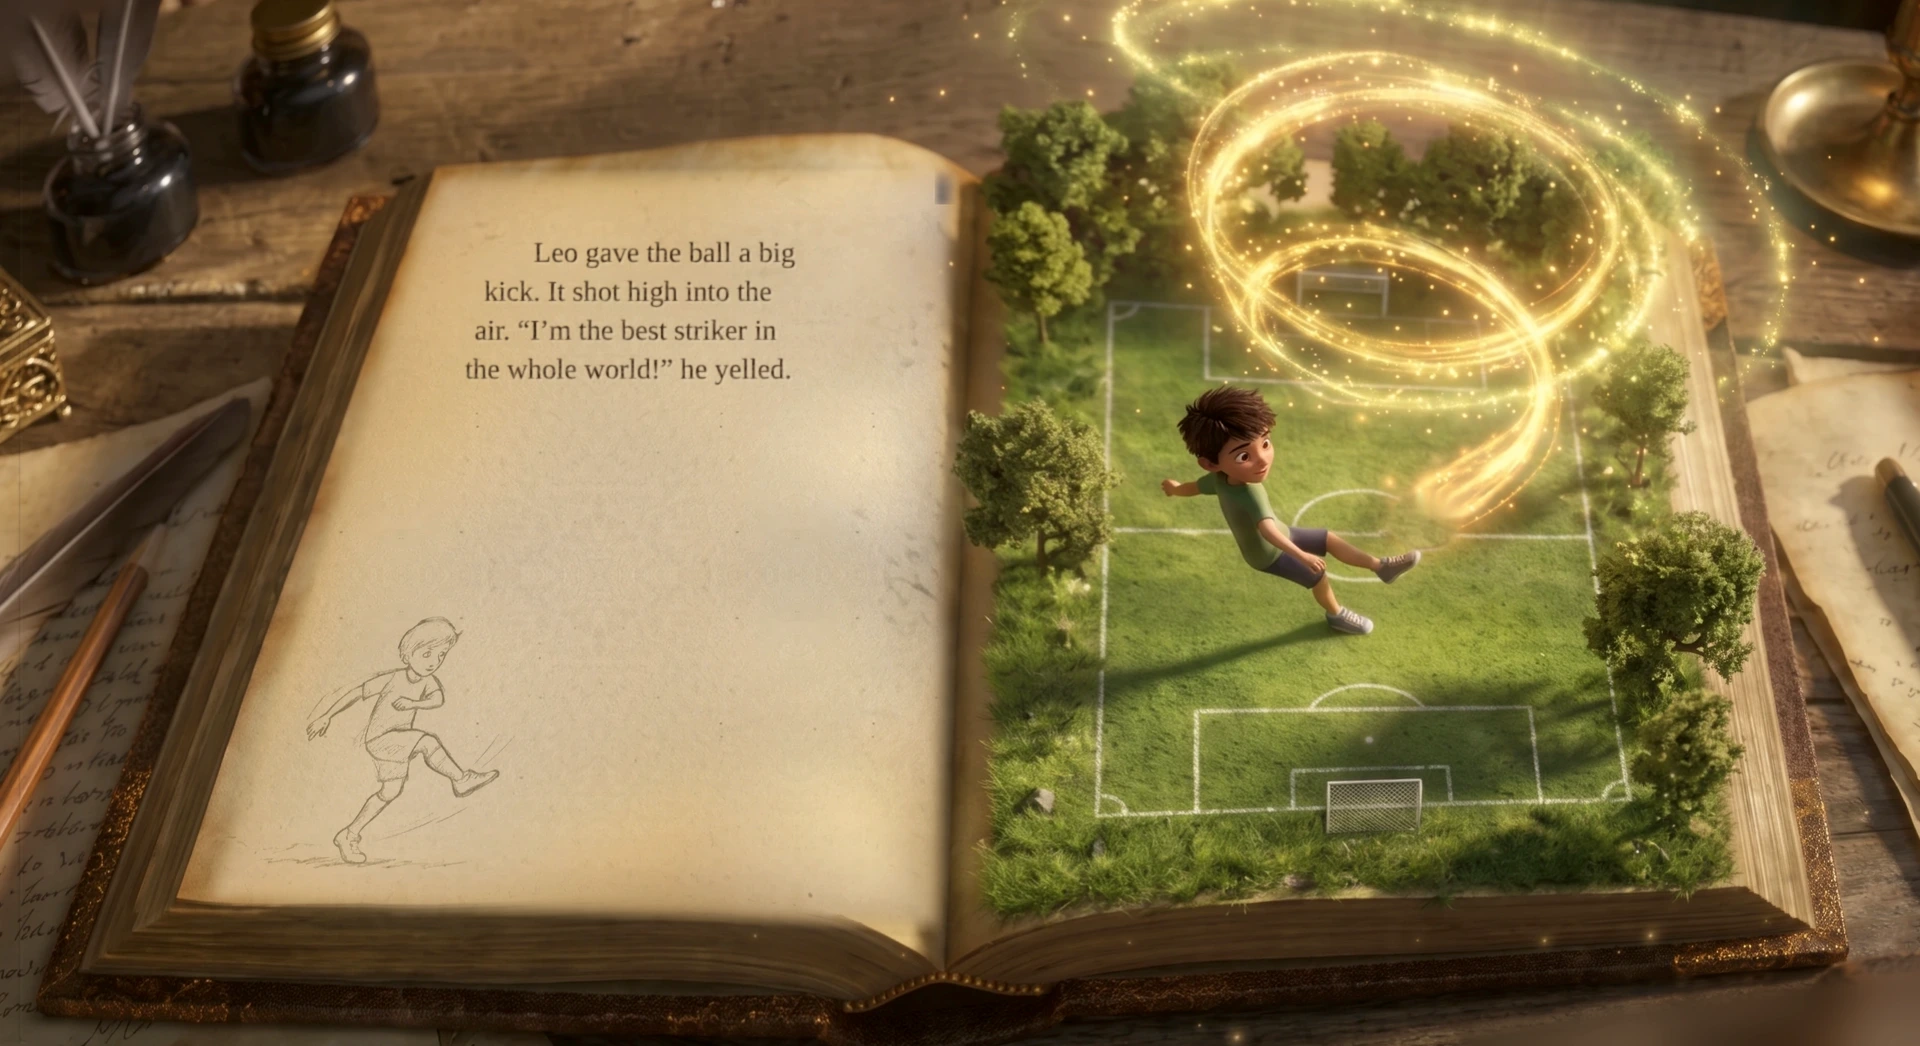 Leo gave the ball a big
kick. It shot high into the
air. “I’m the best striker in
the whole world!” he yelled.